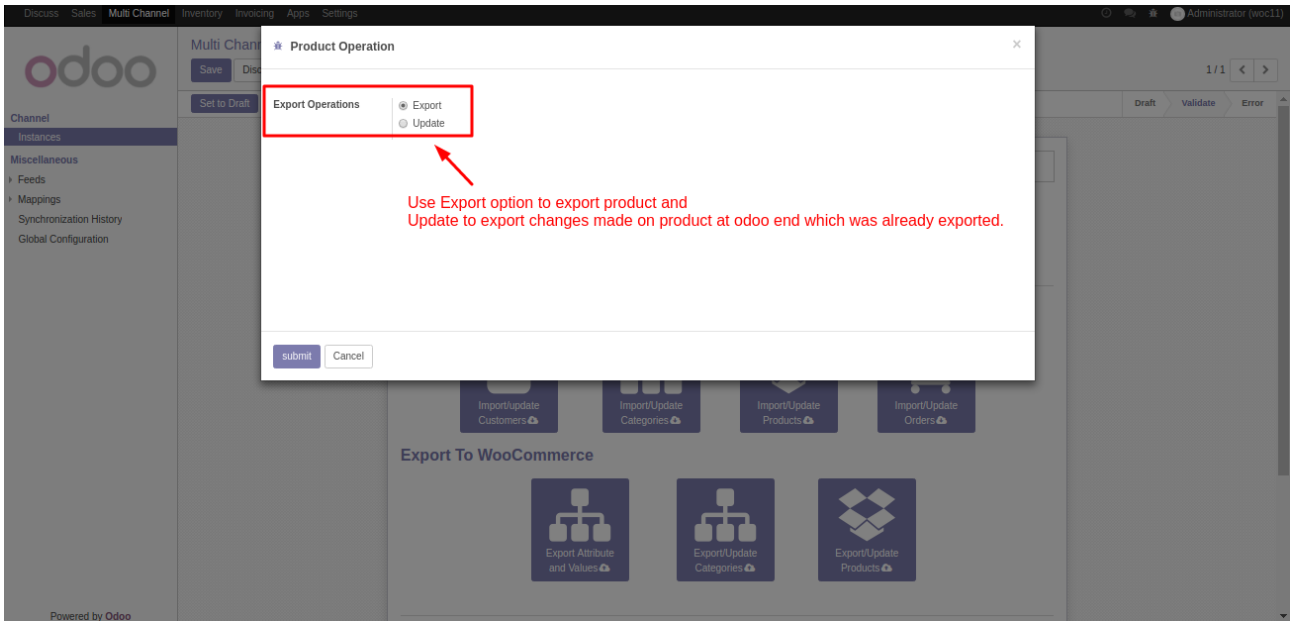 Discuss Sales Multi Channel Inventory Invoicing Apps Settings
Administrator (woc11)
odoo
Multi Chann
Save Disc
1 / 1
Set to Draft
Draft Validate Error
Channel
Instances
Miscellaneous
Feeds
Mappings
Synchronization History
Global Configuration
Product Operation
×
Export Operations
Export
Update
Use Export option to export product and
Update to export changes made on product at odoo end which was already exported.
submit Cancel
Import/update
Customers
Import/Update
Categories
Import/Update
Products
Import/Update
Orders
Export To WooCommerce
Export Attribute
and Values
Export/Update
Categories
Export/Update
Products
Powered by Odoo